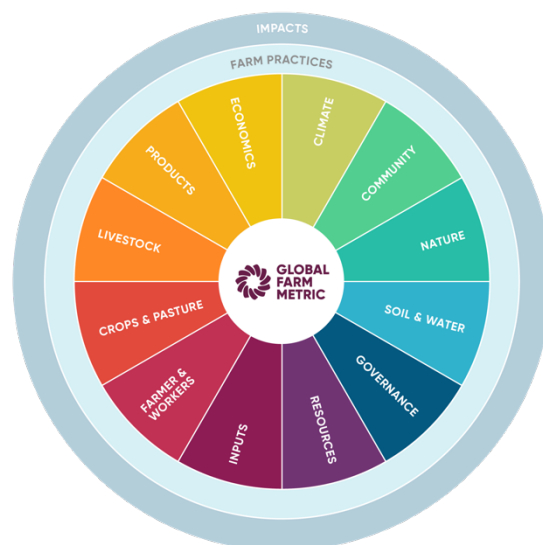 IMPACTS
FARM PRACTICES
CLIMATE
COMMUNITY
NATURE
SOIL & WATER
GOVERNANCE
RESOURCES
INPUTS
FARMER &
WORKERS
CROPS & PASTURE
LIVESTOCK
PRODUCTS
ECONOMICS
GLOBAL
FARM
METRIC